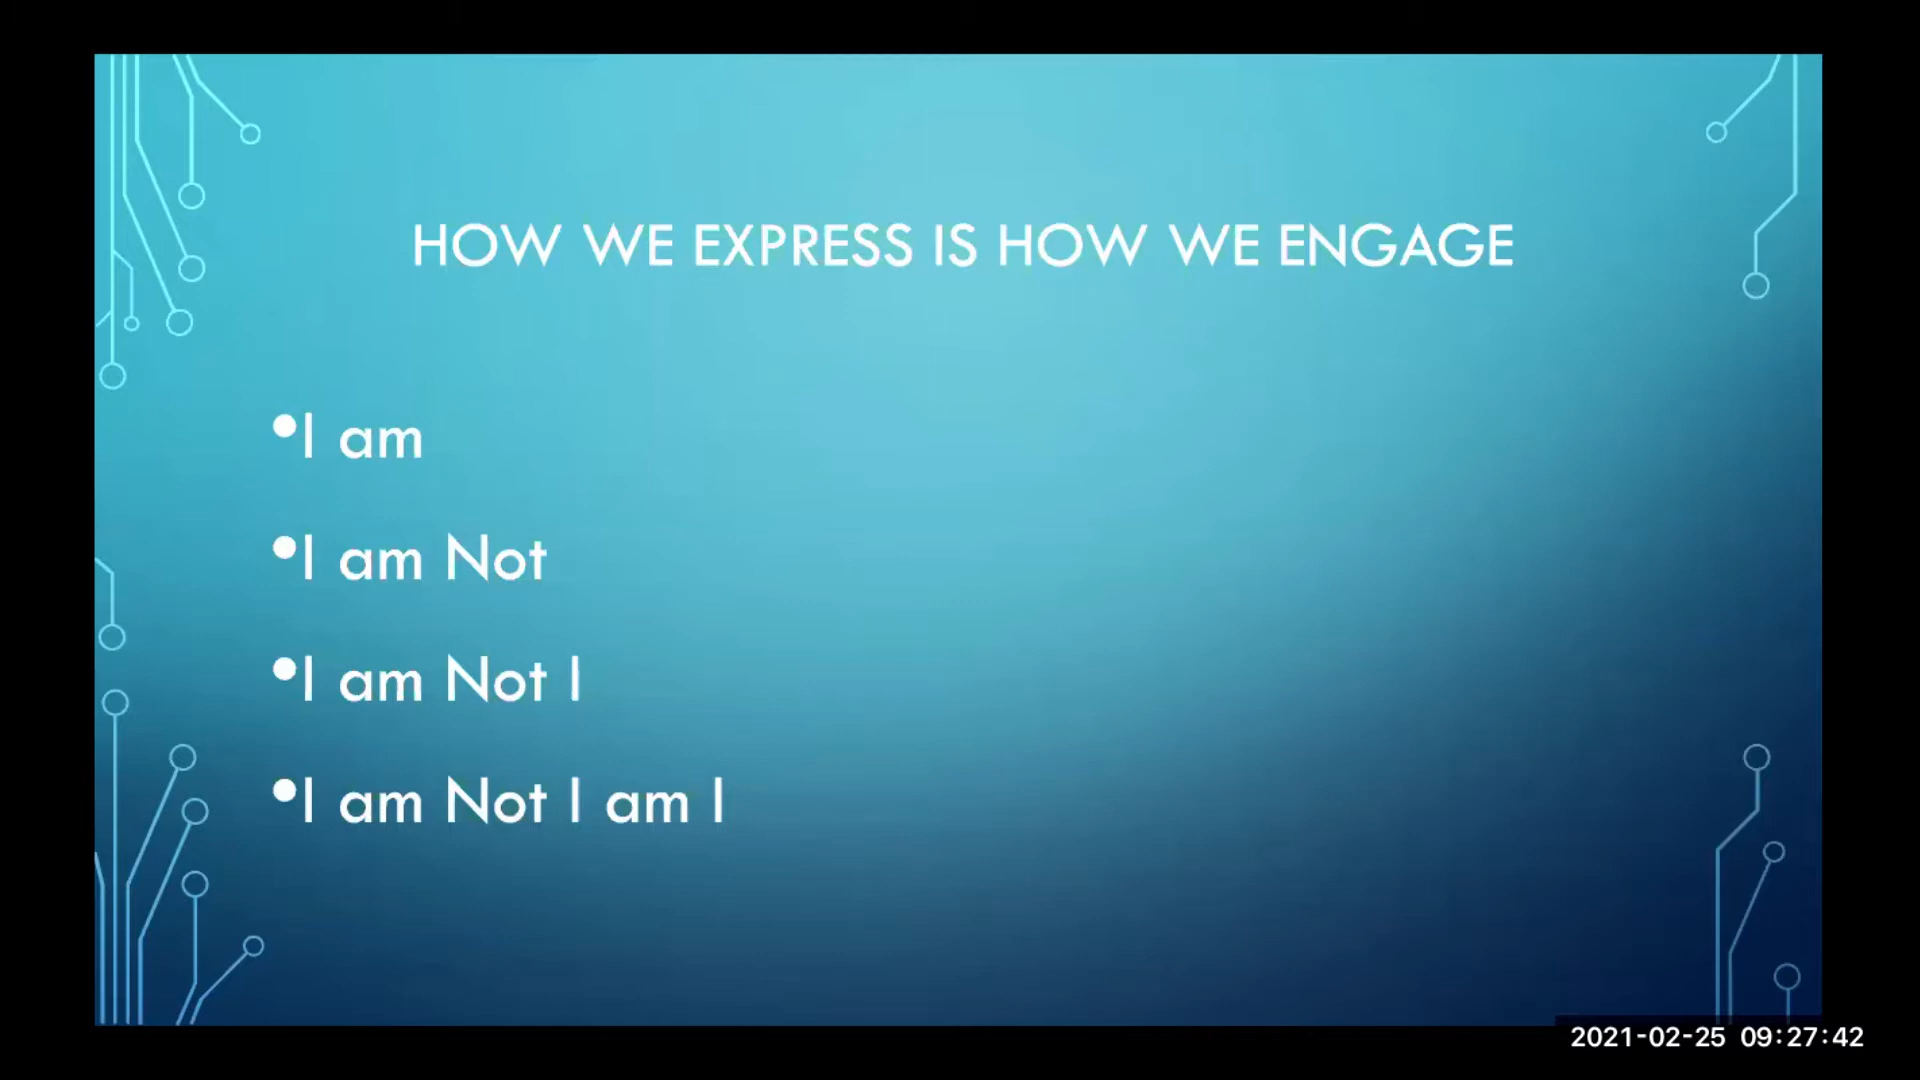 HOW WE EXPRESS IS HOW WE ENGAGE
•I am
•I am Not
•I am Not I
•I am Not I am I
2021-02-25 09:27:42